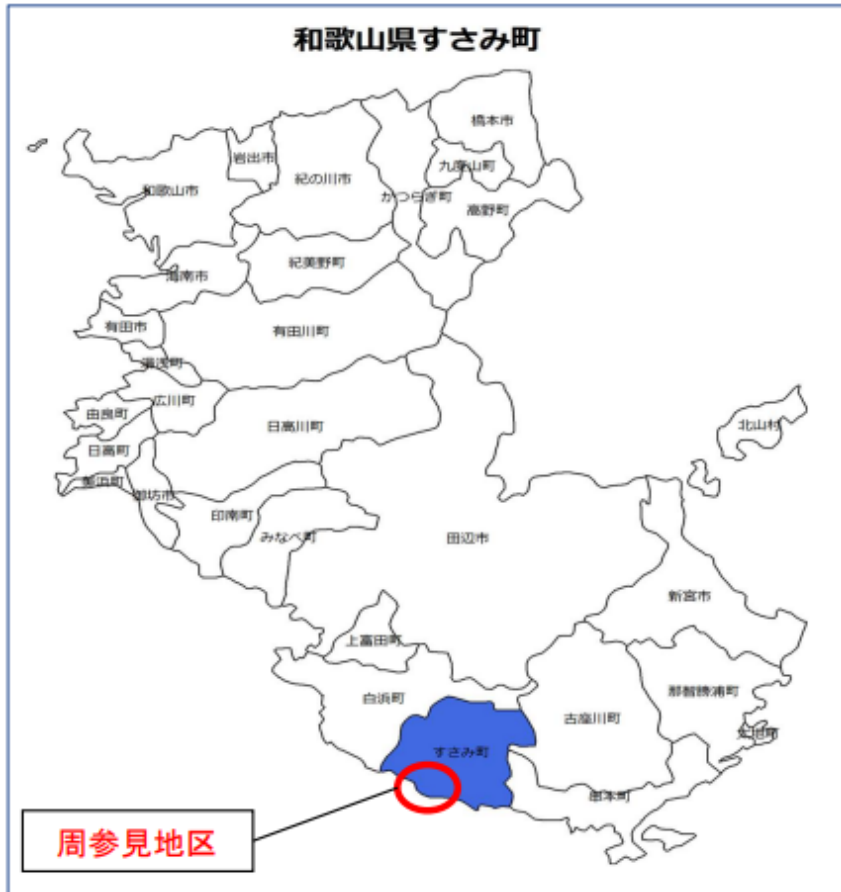 和歌山県すさみ町
橋本市
岩出市
九度山町
紀の川市
和歌山市
かつらぎ町
高野町
紀美野町
海南市
有田市
有田川町
湯浅町
広川町
由良町
日高川町
北山村
日高町
美浜町
御坊市
印南町
みなべ町
田辺市
新宮市
上富田町
白浜町
那智勝浦町
古座川町
太地町
すさみ町
串本町
周参見地区